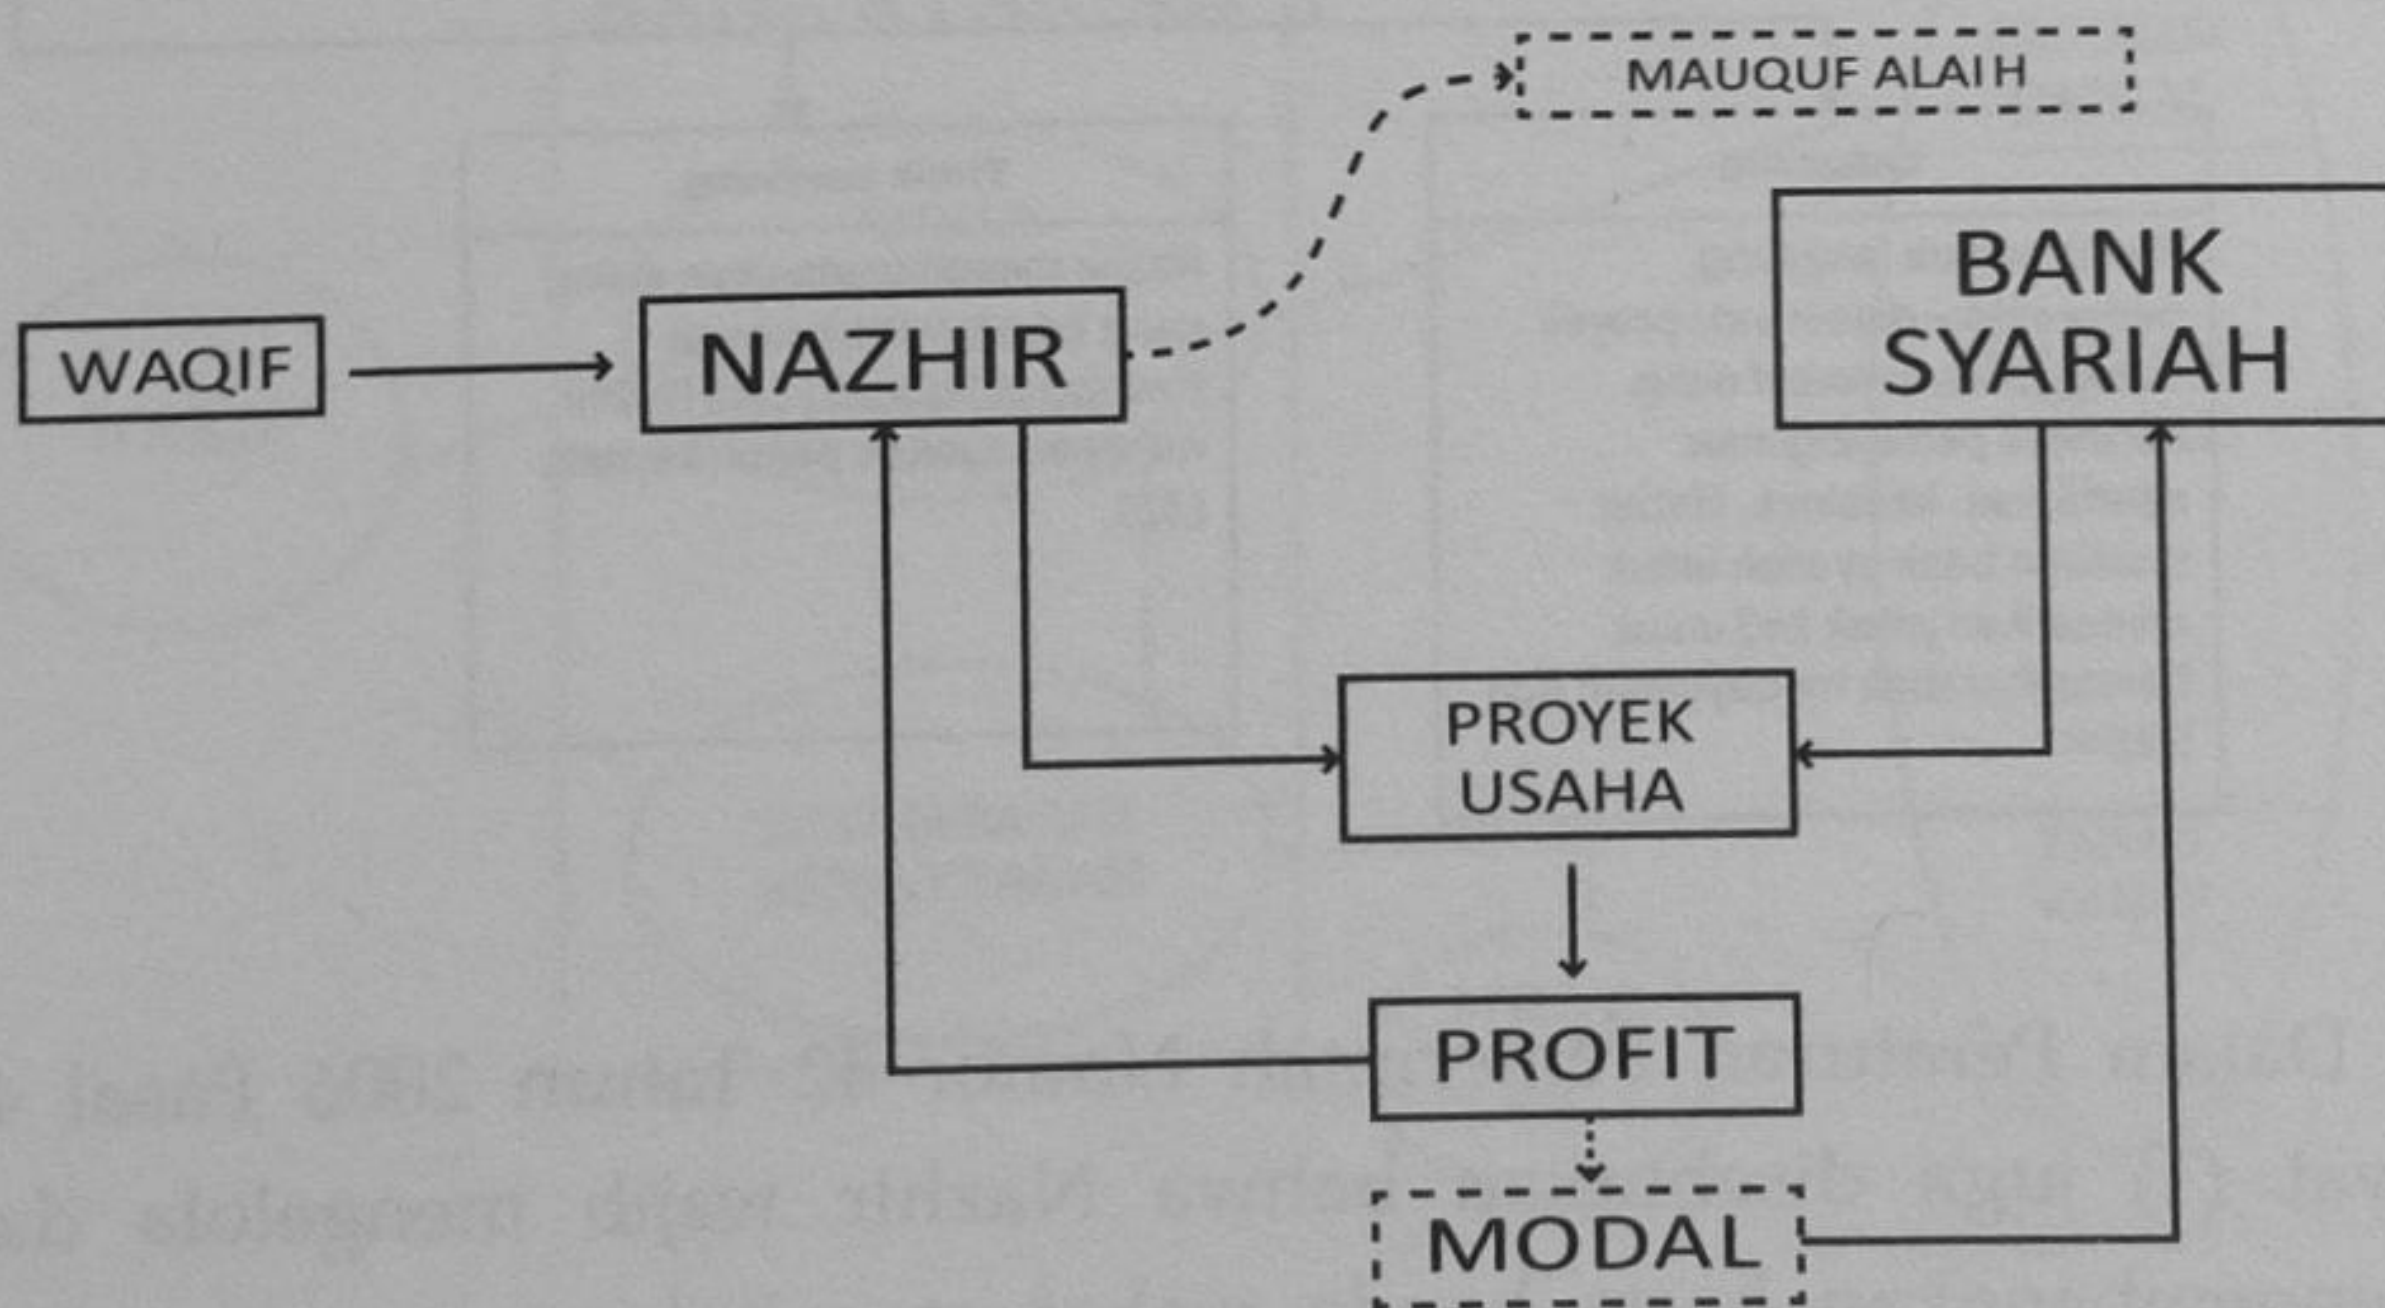 MAUQUF ALAIH
BANK
SYARIAH
WAQIF
NAZHIR
PROYEK
USAHA
PROFIT
MODAL